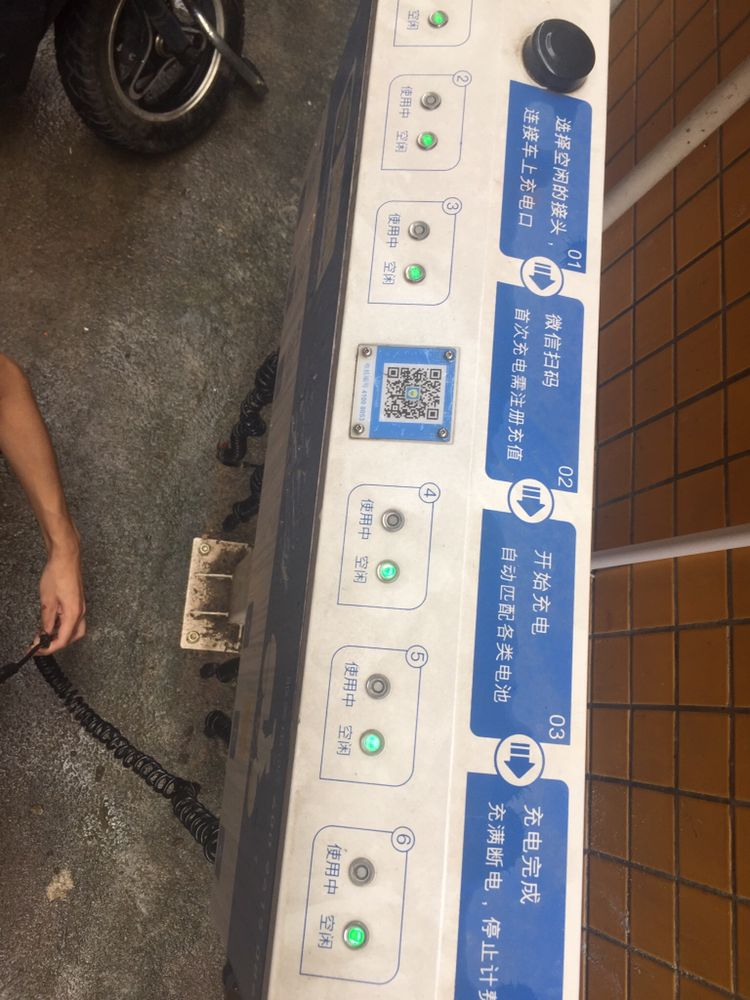 选择空闲的接头，
连接车上充电口
01
微信扫码
首次充电需注册充值
02
开始充电
自动匹配各类电池
03
充电完成
充满断电，停止计费
空闲
2
使用中
空闲
3
使用中
空闲
4
使用中
空闲
5
使用中
空闲
6
使用中
空闲